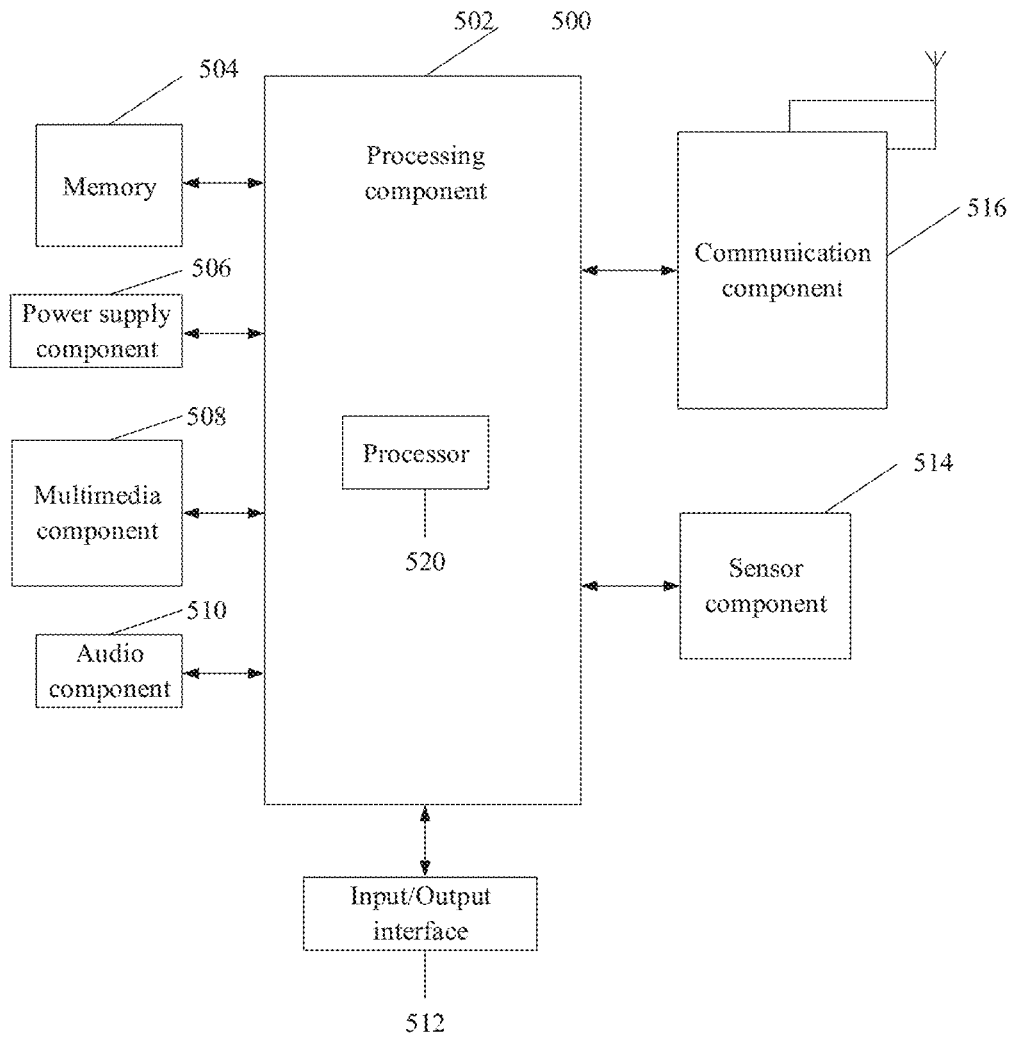 502 500
504
Memory
Processing
component
516
Communication
component
506
Power supply
component
508
Multimedia
component
Processor
520
514
Sensor
component
510
Audio
component
Input/Output
interface
512